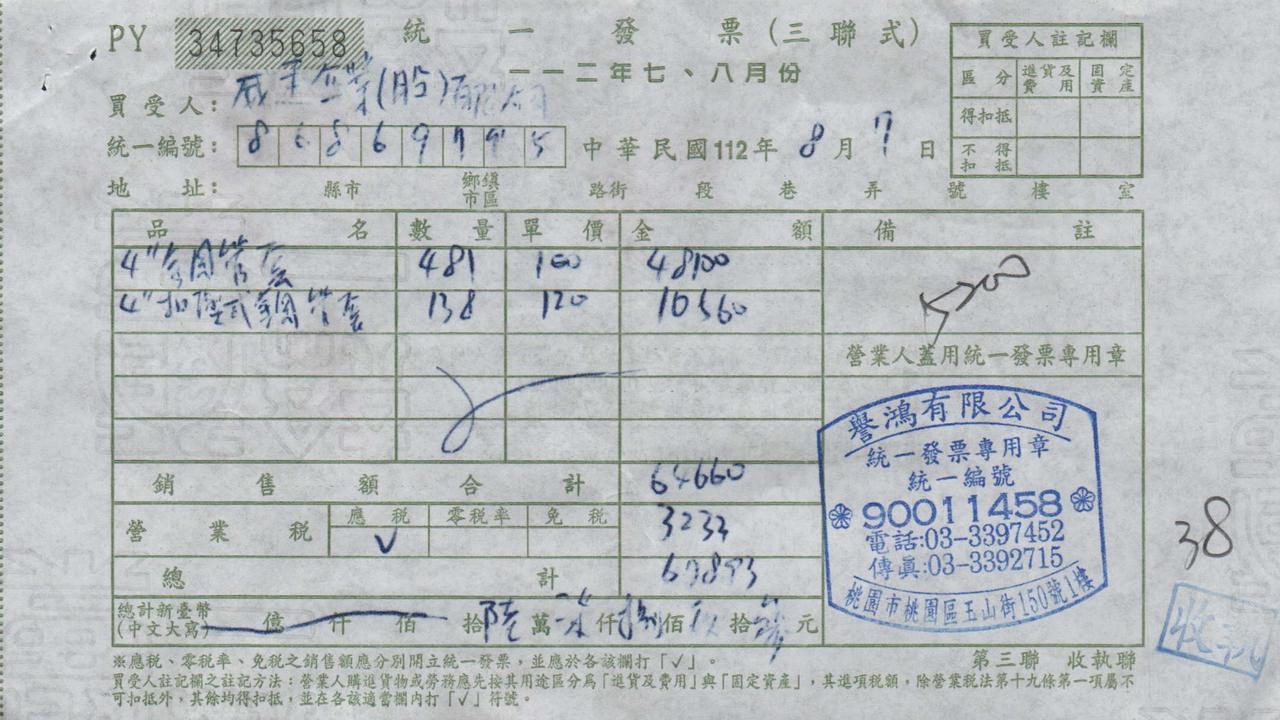 PY 34735658 統一發票(三聯式)
一一二年七、八月份
買受人註記欄
區分 進貨及費用 固定資產
得扣抵
不得扣抵
買受人: 企業(股)
統一編號: 8 6 8 6 9 5 中華民國112年8月7日
地址: 縣市 鄉鎮市區 路街 段 巷 弄 號 樓 室
品名 數量 單價 金額 備註
4" 管套 481 100 48100
4" 扣壓式鋼管套 138 120 16560
營業人蓋用統一發票專用章
銷售額合計 64660
營業稅 應稅 零稅率 免稅 3233
✓
總計 67893
總計新臺幣(中文大寫) 億 仟 佰 拾陸萬 仟捌佰 拾 元
譽鴻有限公司
統一發票專用章
統一編號
90011458
電話:03-3397452
傳真:03-3392715
桃園市桃園區玉山街150號1樓
38
收執
第三聯 收執聯
※應稅、零稅率、免稅之銷售額應分別開立統一發票,並應於各該欄打「✓」。
買受人註記欄之註記方法:營業人購進貨物或勞務應先按其用途區分為「進貨及費用」與「固定資產」,其進項稅額,除營業稅法第十九條第一項屬不
可扣抵外,其餘均得扣抵,並在各該適當欄內打「✓」符號。